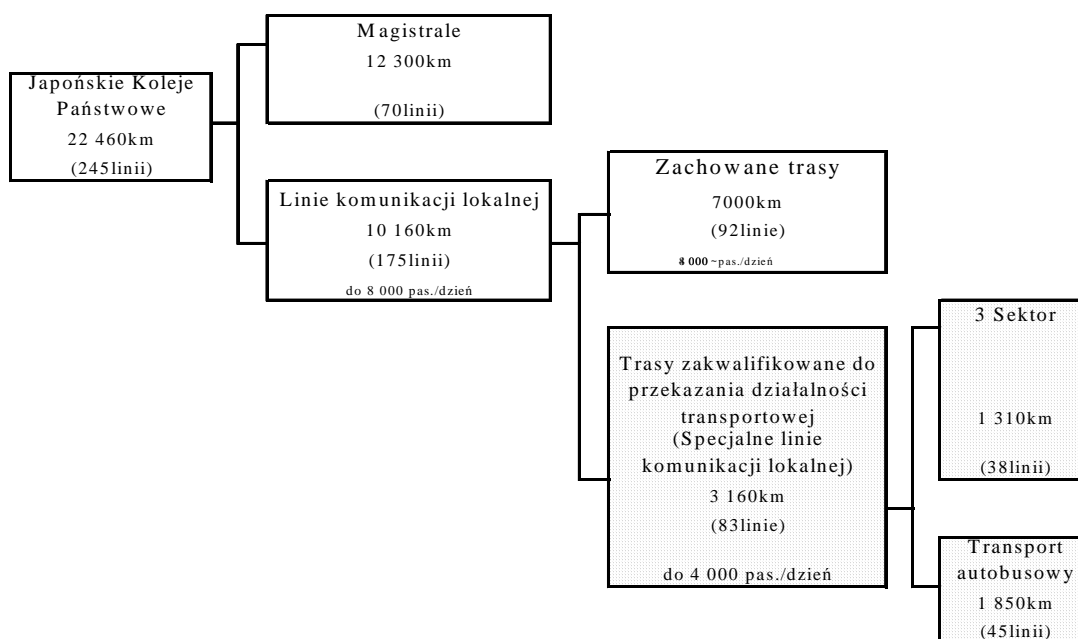 Japońskie Koleje
Państwowe
22 460km
(245linii)
Magistrale
12 300km
(70linii)
Linie komunikacji lokalnej
10 160km
(175linii)
do 8 000 pas./dzień
Zachowane trasy
7000km
(92linie)
000 ~pas./dzień
Trasy zakwalifikowane do
przekazania działalności
transportowej
(Specjalne linie
komunikacji lokalnej)
3 160km
(83linie)
do 4 000 pas./dzień
3 Sektor
1 310km
(38linii)
Transport
autobusowy
1 850km
(45linii)